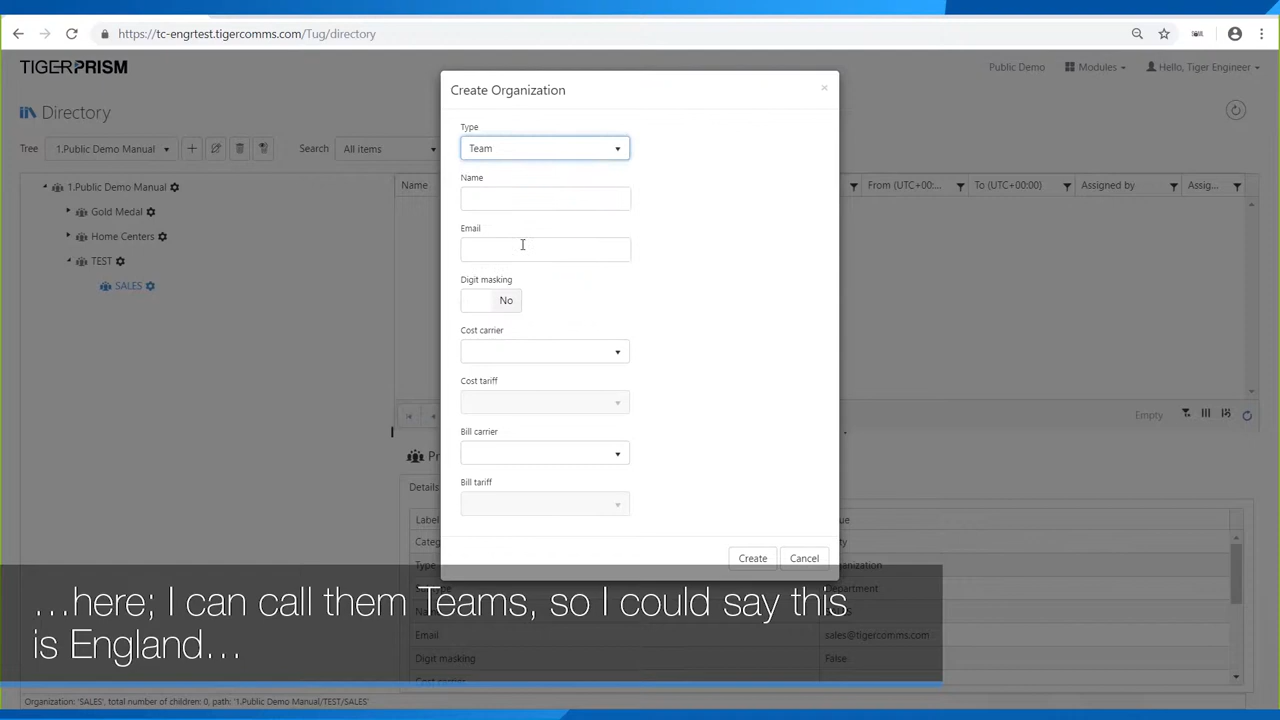 https://tc-engrtest.tigercomms.com/Tug/directory
TIGERPRISM
Public Demo
Modules
Hello, Tiger Engineer
Directory
Tree
1.Public Demo Manual
Search
All items
1.Public Demo Manual
Gold Medal
Home Centers
TEST
SALES
Name
From (UTC+00:...
To (UTC+00:00)
Assigned by
Assig...
Empty
Create Organization
×
Type
Team
Name
Email
Digit masking
No
Cost carrier
Cost tariff
Bill carrier
Bill tariff
Create
Cancel
Details
Label
Type
Email
sales@tigercomms.com
Digit masking
False
Department
…here; I can call them Teams, so I could say this
is England…
Organization: 'SALES', total number of children: 0, path: '1.Public Demo Manual/TEST/SALES'